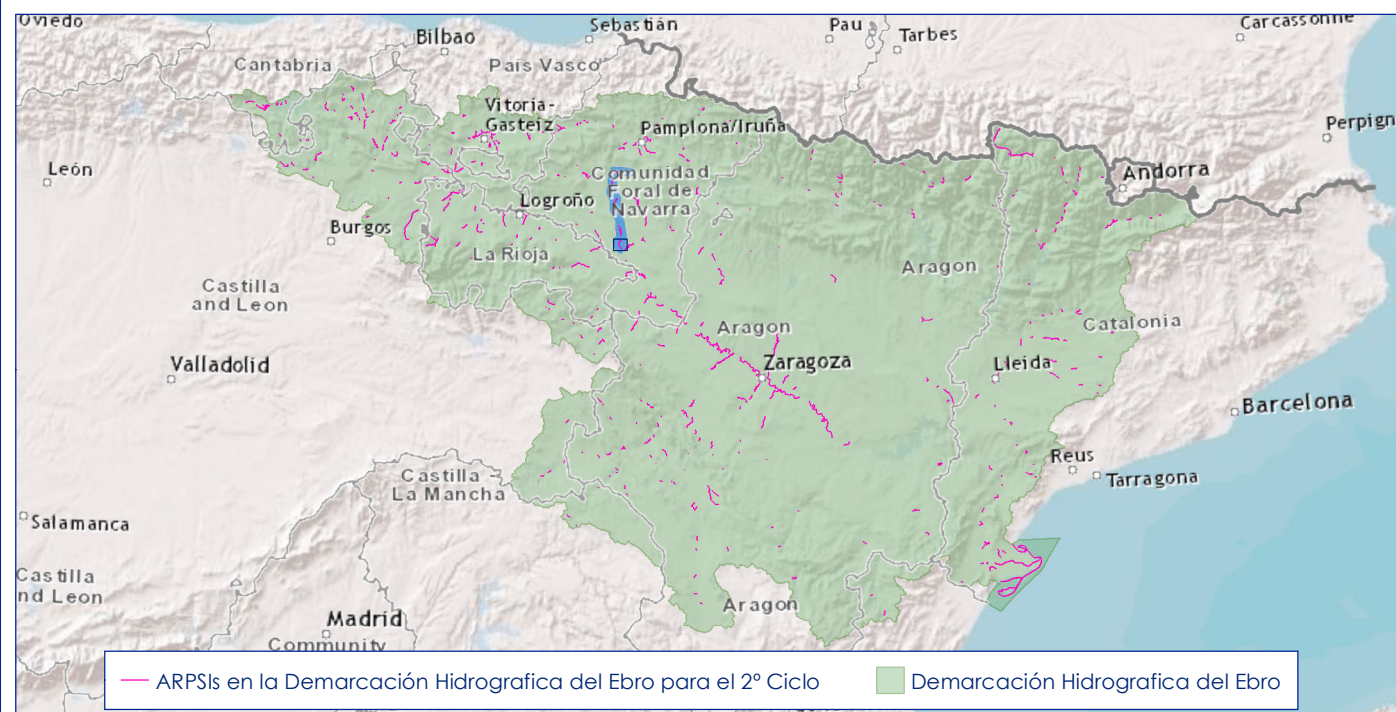 Oviedo
Bilbao
Sebastián
Pau
Tarbes
Carcassonne
Cantabria
País Vasco
Vitoria-
Gasteiz
Pamplona/Iruña
Perpign
León
Comunidad
Foral de
Navarra
Andorra
Logroño
Burgos
La Rioja
Aragon
Castilla
and Leon
Aragon
Catalonia
Valladolid
Zaragoza
Lleida
Barcelona
Reus
Tarragona
Castilla
La Mancha
Salamanca
Castilla
nd Leon
Aragon
Madrid
Community
ARPSIs en la Demarcación Hidrografica del Ebro para el 2º Ciclo
Demarcación Hidrografica del Ebro